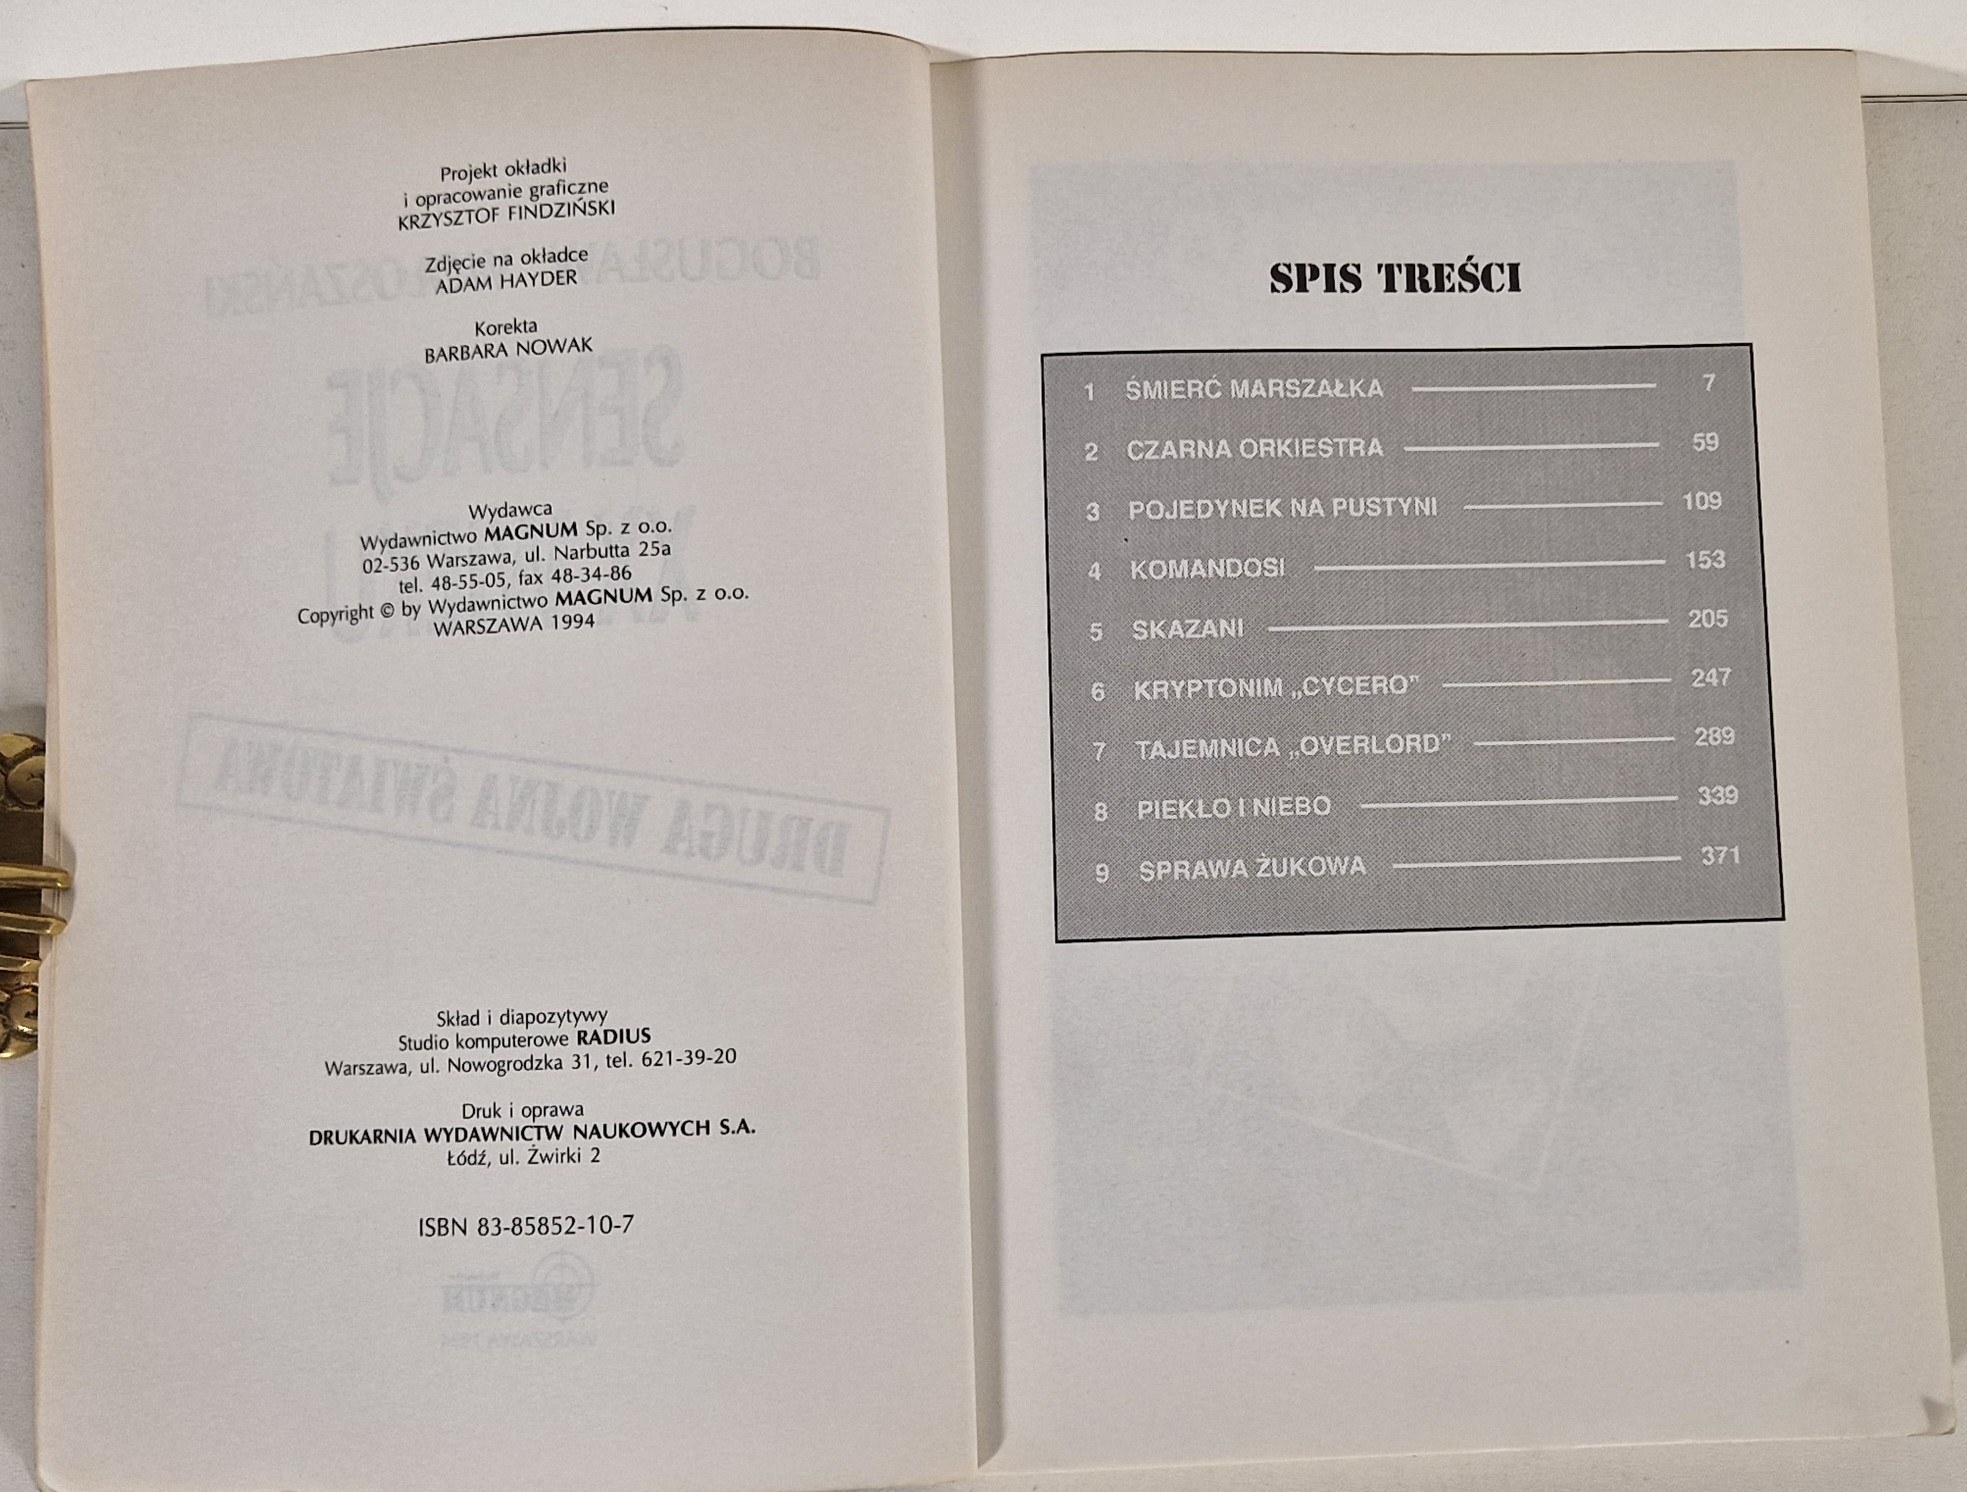 Projekt okładki
i opracowanie graficzne
KRZYSZTOF FINDZIŃSKI
Zdjęcie na okładce
ADAM HAYDER
Korekta
BARBARA NOWAK
Wydawca
Wydawnictwo MAGNUM Sp. z o.o.
02-536 Warszawa, ul. Narbutta 25a
tel. 48-55-05, fax 48-34-86
Copyright © by Wydawnictwo MAGNUM Sp. z o.o.
WARSZAWA 1994
Skład i diapozytywy
Studio komputerowe RADIUS
Warszawa, ul. Nowogrodzka 31, tel. 621-39-20
Druk i oprawa
DRUKARNIA WYDAWNICTW NAUKOWYCH S.A.
Łódź, ul. Żwirki 2
ISBN 83-85852-10-7
SPIS TREŚCI
1 ŚMIERĆ MARSZAŁKA 7
2 CZARNA ORKIESTRA 59
3 POJEDYNEK NA PUSTYNI 109
4 KOMANDOSI 153
5 SKAZANI 205
6 KRYPTONIM „CYCERO” 247
7 TAJEMNICA „OVERLORD” 289
8 PIEKŁO I NIEBO 339
9 SPRAWA ŻUKOWA 371